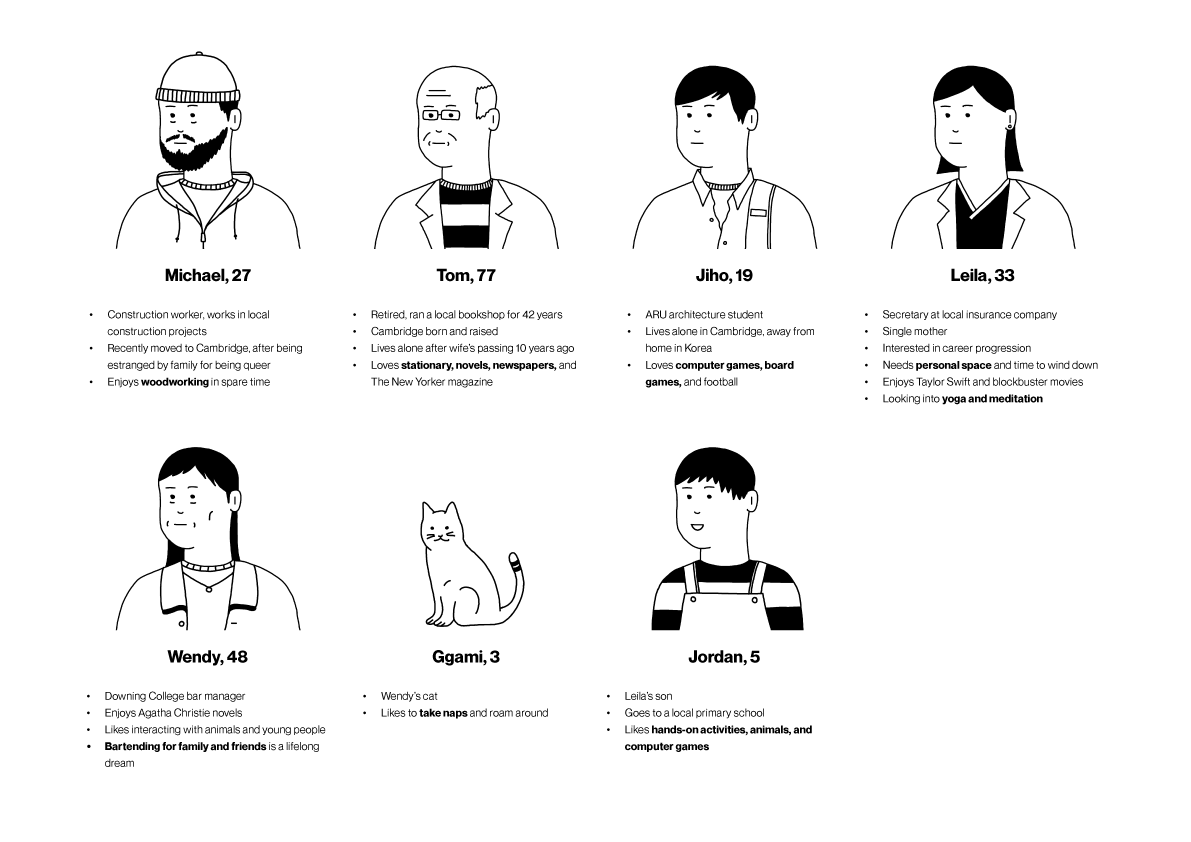 Michael, 27
• Construction worker, works in local
construction projects
• Recently moved to Cambridge, after being
estranged by family for being queer
• Enjoys woodworking in spare time
Tom, 77
• Retired, ran a local bookshop for 42 years
• Cambridge born and raised
• Lives alone after wife's passing 10 years ago
• Loves stationary, novels, newspapers, and
The New Yorker magazine
Jiho, 19
• ARU architecture student
• Lives alone in Cambridge, away from
home in Korea
• Loves computer games, board
games, and football
Leila, 33
• Secretary at local insurance company
• Single mother
• Interested in career progression
• Needs personal space and time to wind down
• Enjoys Taylor Swift and blockbuster movies
• Looking into yoga and meditation
Wendy, 48
• Downing College bar manager
• Enjoys Agatha Christie novels
• Likes interacting with animals and young people
• Bartending for family and friends is a lifelong
dream
Ggami, 3
• Wendy's cat
• Likes to take naps and roam around
Jordan, 5
• Leila's son
• Goes to a local primary school
• Likes hands-on activities, animals, and
computer games